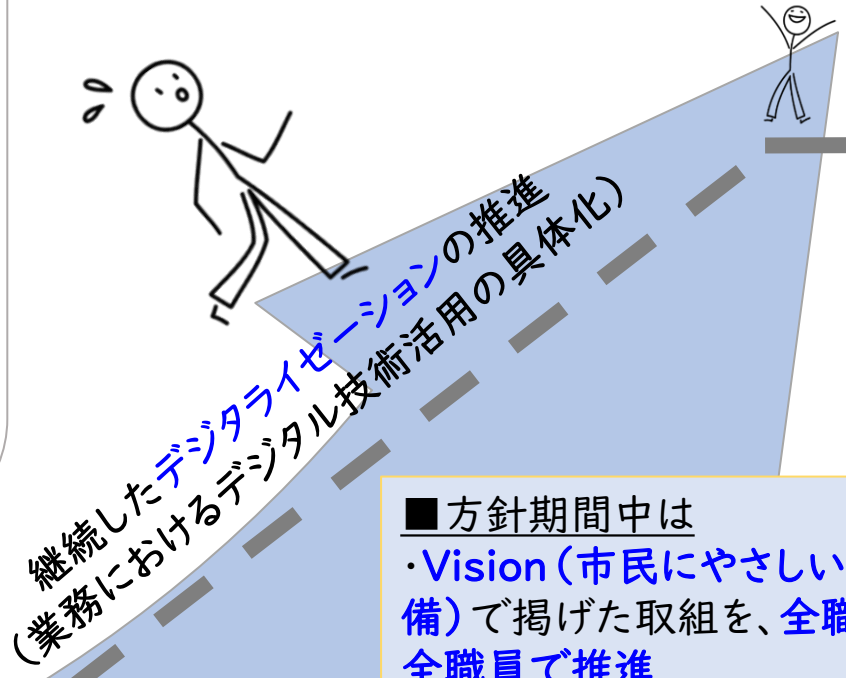 継続したデジタライゼーションの推進
（業務におけるデジタル技術活用の具体化）
■方針期間中は
・Vision（市民にやさしい
備）で掲げた取組を、全職
全職員で推進